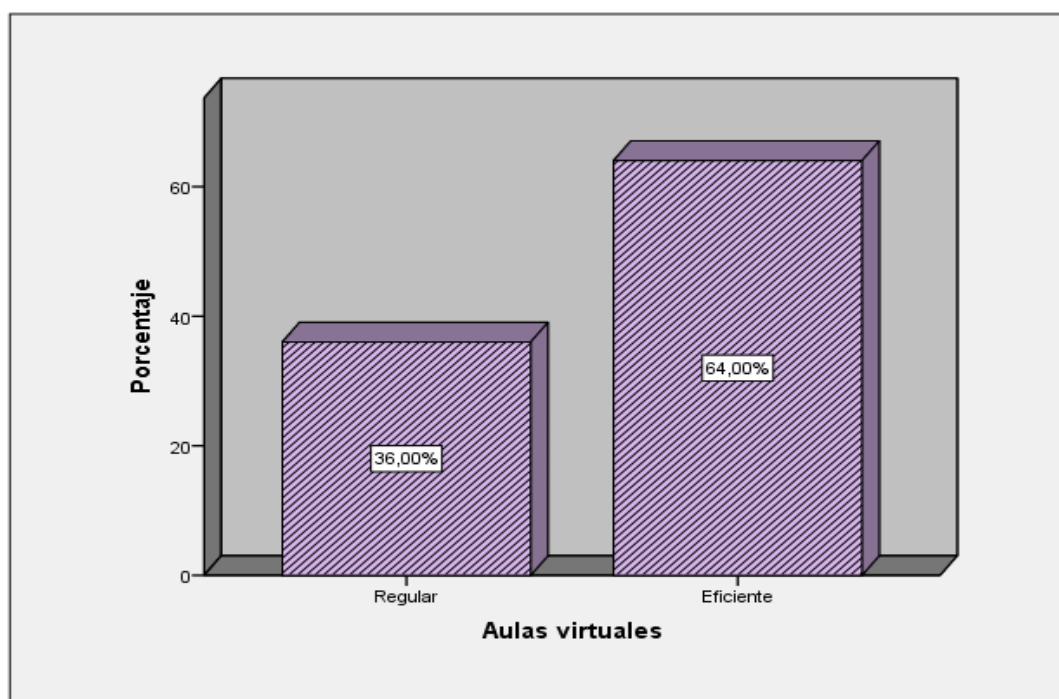 Porcentaje
60
40
20
0
36,00%
64,00%
Regular
Eficiente
Aulas virtuales